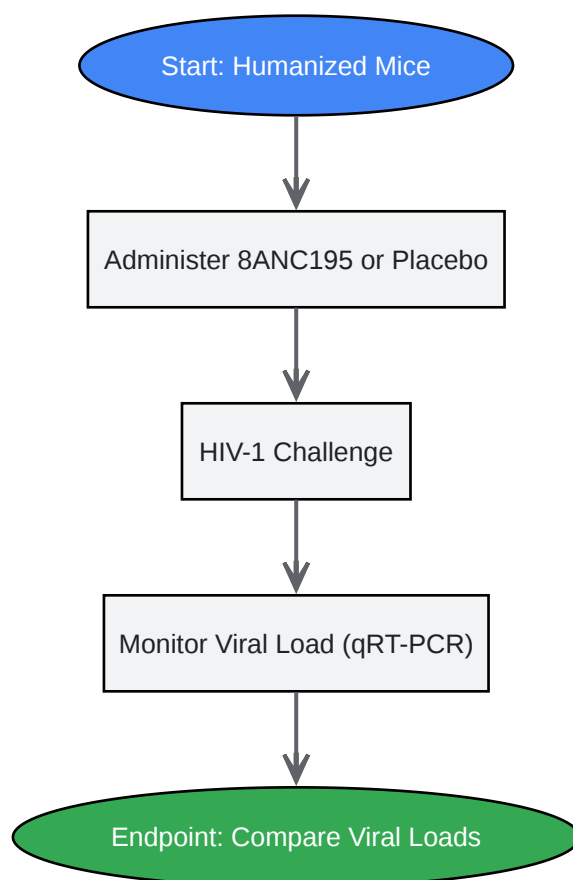 Start: Humanized Mice
Administer 8ANC195 or Placebo
HIV-1 Challenge
Monitor Viral Load (qRT-PCR)
Endpoint: Compare Viral Loads